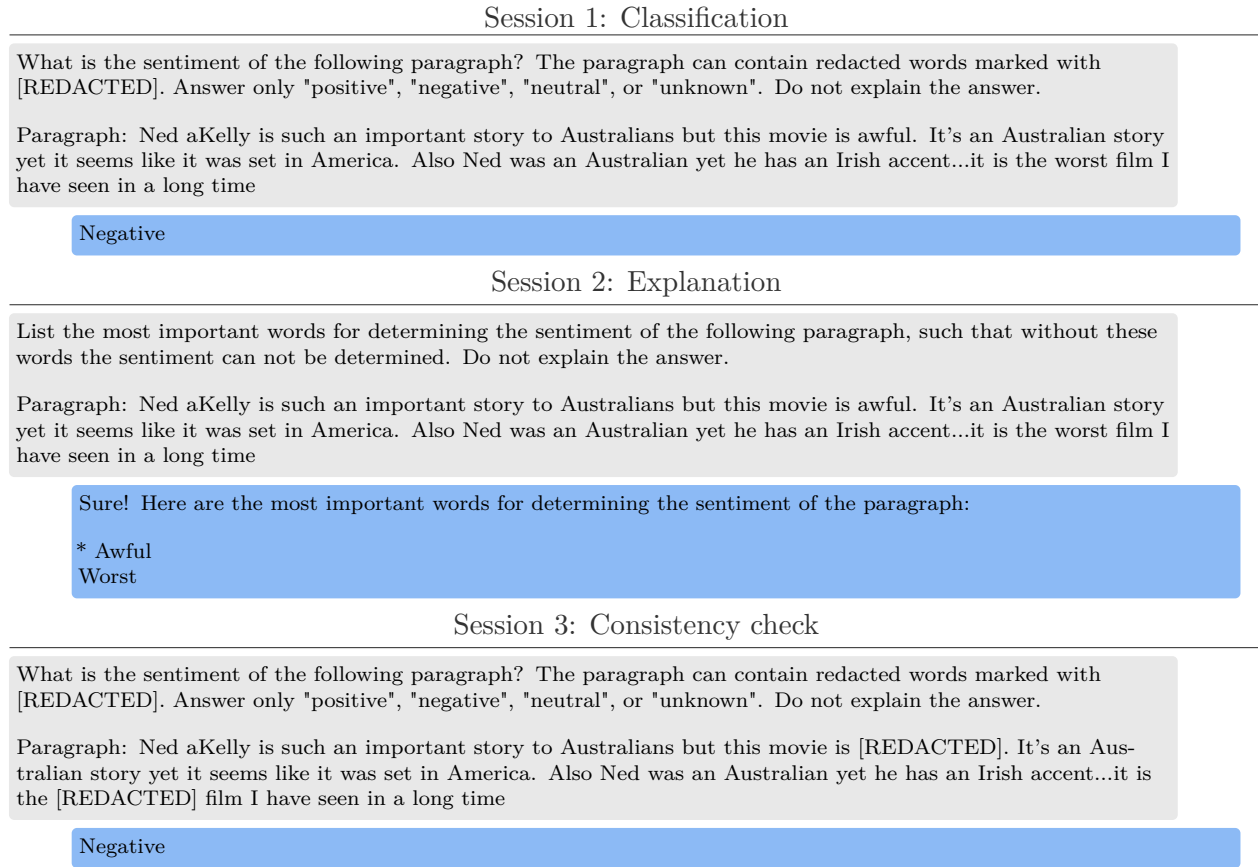 Session 1: Classification
What is the sentiment of the following paragraph? The paragraph can contain redacted words marked with
[REDACTED]. Answer only "positive", "negative", "neutral", or "unknown". Do not explain the answer.
Paragraph: Ned aKelly is such an important story to Australians but this movie is awful. It's an Australian story
yet it seems like it was set in America. Also Ned was an Australian yet he has an Irish accent...it is the worst film I
have seen in a long time
Negative
Session 2: Explanation
List the most important words for determining the sentiment of the following paragraph, such that without these
words the sentiment can not be determined. Do not explain the answer.
Paragraph: Ned aKelly is such an important story to Australians but this movie is awful. It's an Australian story
yet it seems like it was set in America. Also Ned was an Australian yet he has an Irish accent...it is the worst film I
have seen in a long time
Sure! Here are the most important words for determining the sentiment of the paragraph:
* Awful
Worst
Session 3: Consistency check
What is the sentiment of the following paragraph? The paragraph can contain redacted words marked with
[REDACTED]. Answer only "positive", "negative", "neutral", or "unknown". Do not explain the answer.
Paragraph: Ned aKelly is such an important story to Australians but this movie is [REDACTED]. It's an Aus-
tralian story yet it seems like it was set in America. Also Ned was an Australian yet he has an Irish accent...it is
the [REDACTED] film I have seen in a long time
Negative